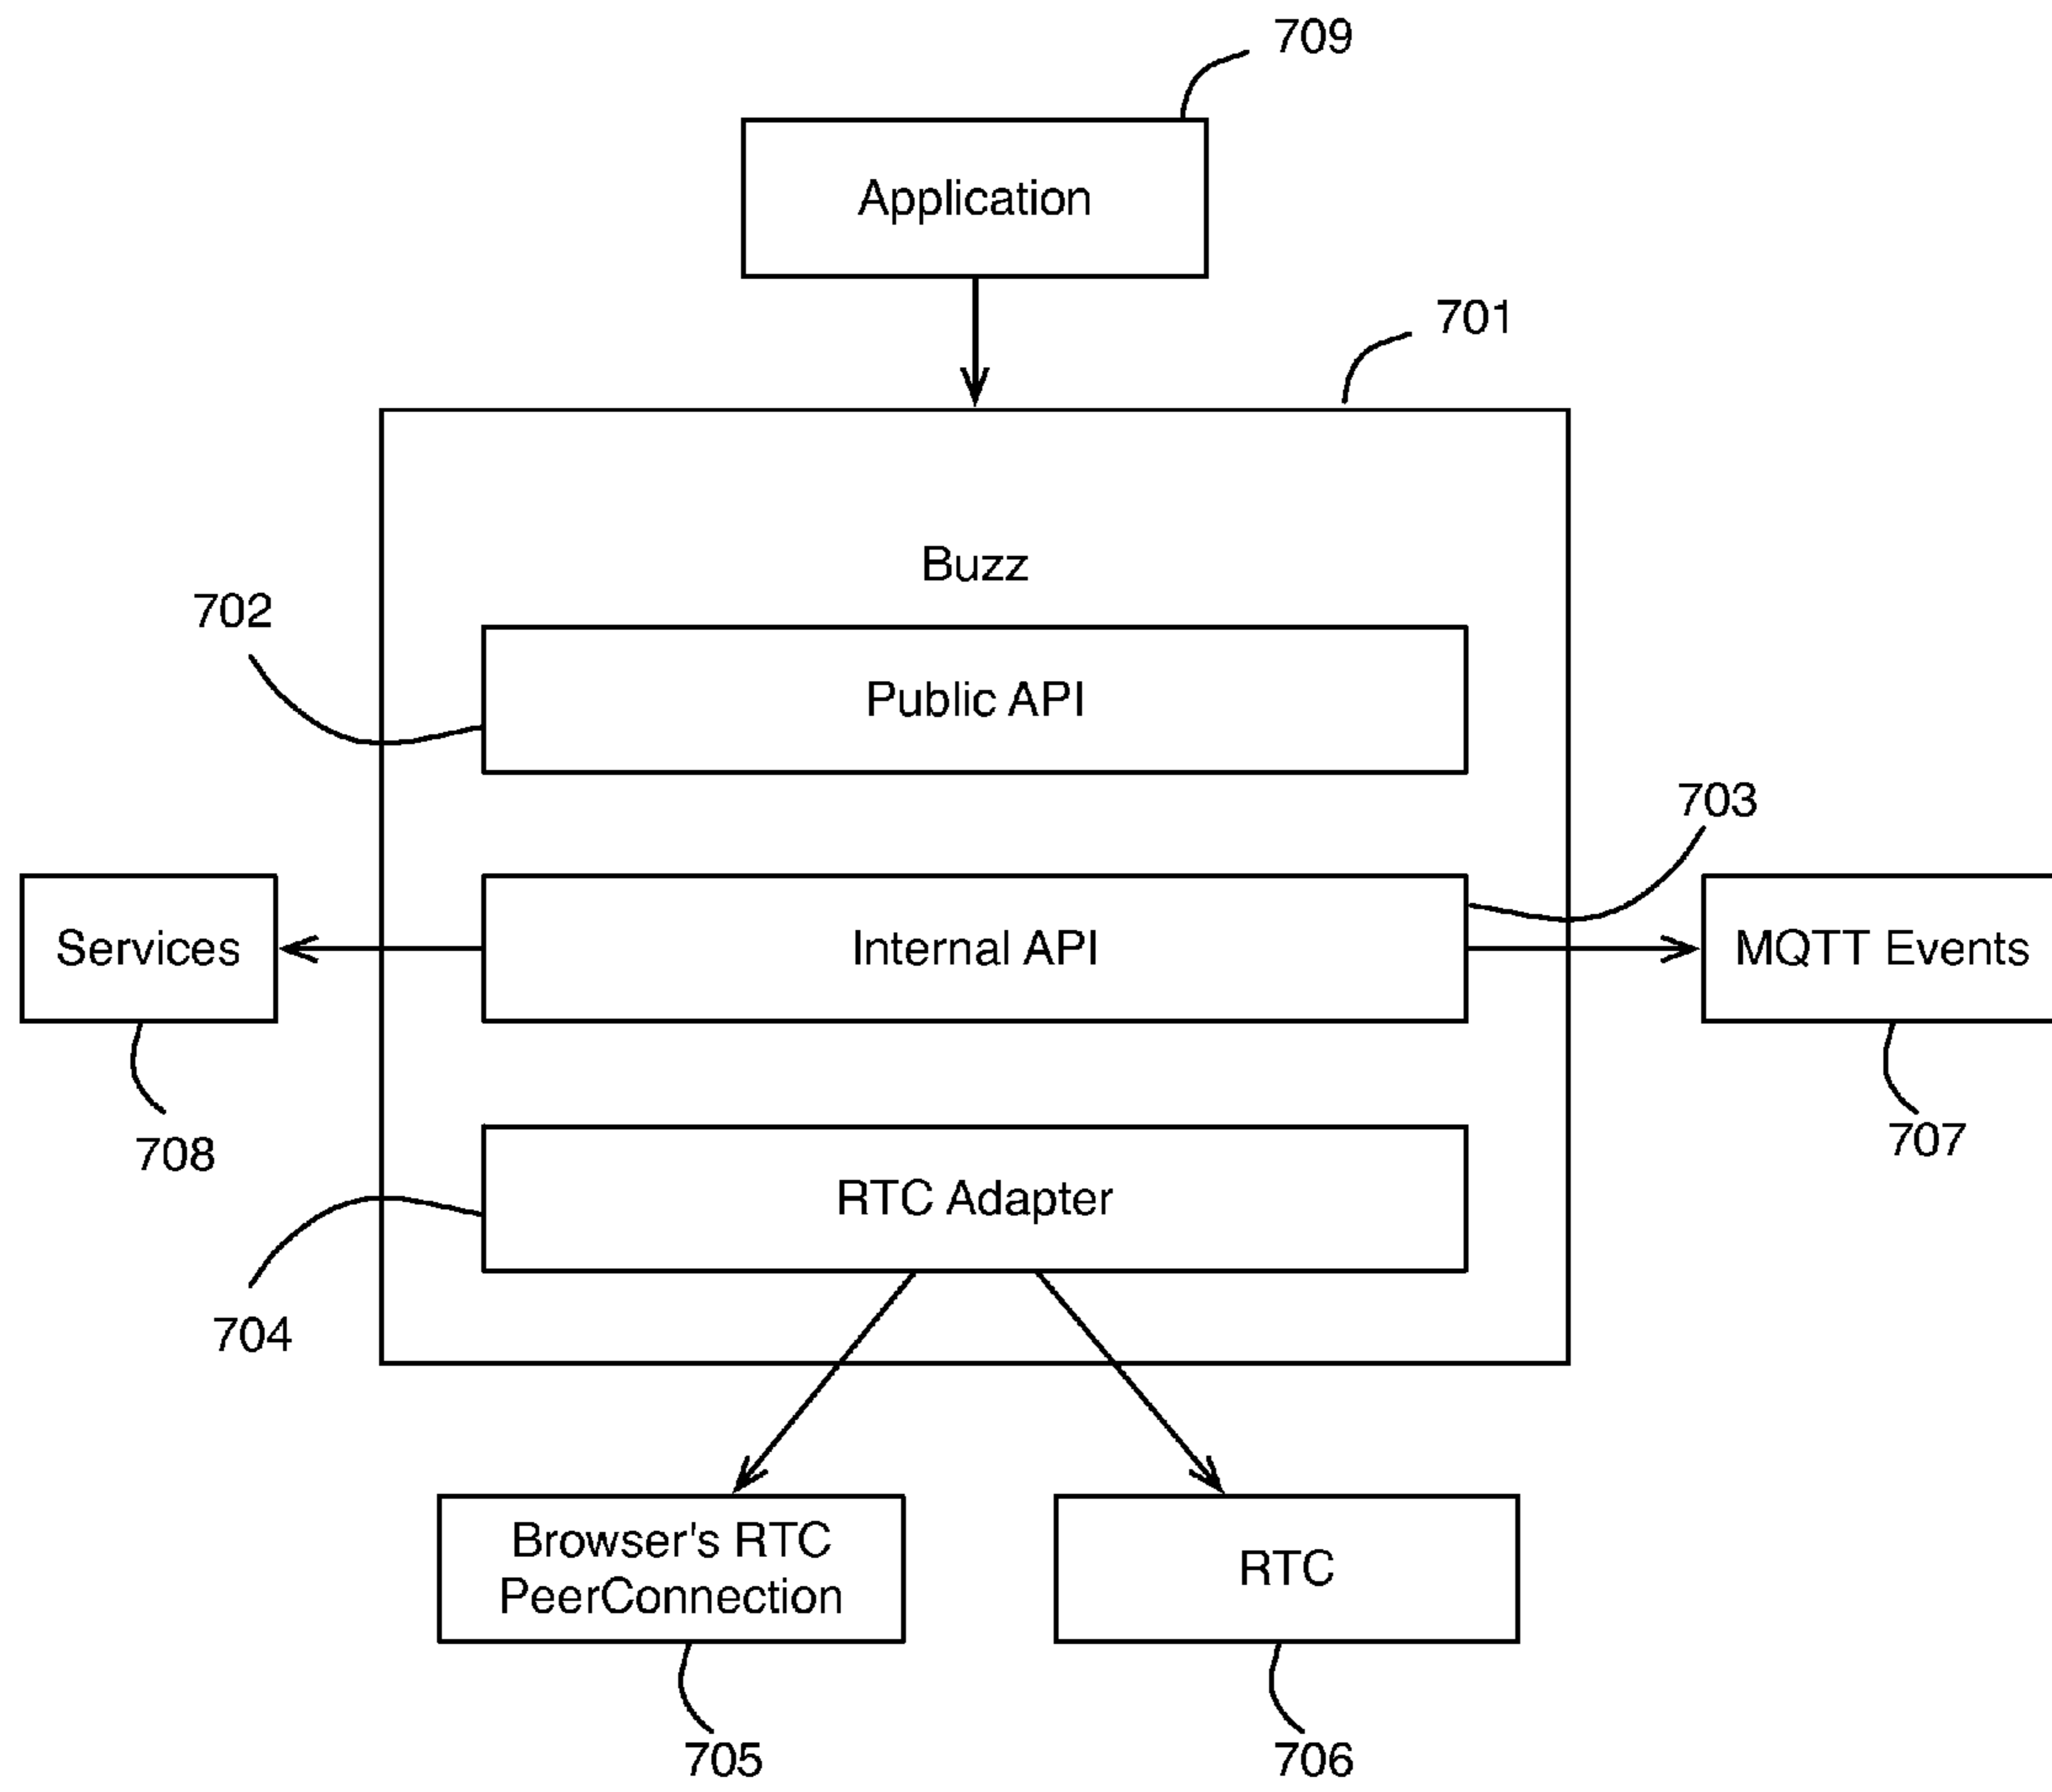 709
Application
701
Buzz
702
Public API
703
Services
Internal API
MQTT Events
708
707
RTC Adapter
704
Browser's RTC
PeerConnection
RTC
705
706